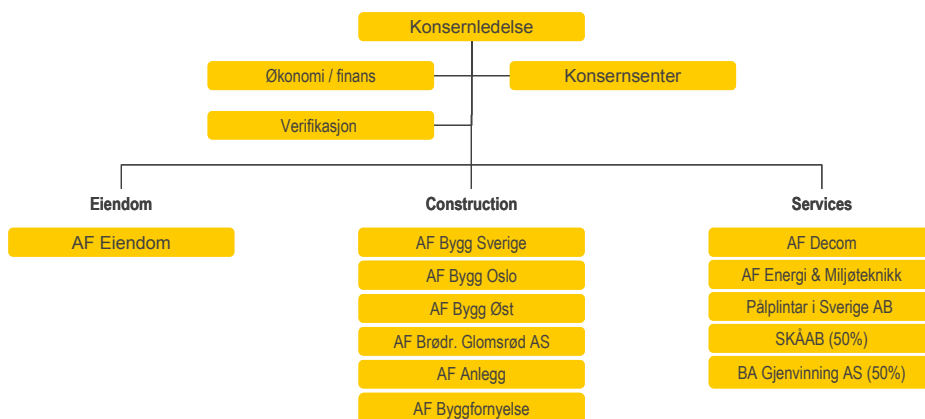 Konsernledelse
Økonomi / finans
Konsernsenter
Verifikasjon
Eiendom
AF Eiendom
Construction
AF Bygg Sverige
AF Bygg Oslo
AF Bygg Øst
AF Brødr. Glomsrød AS
AF Anlegg
AF Byggfornyelse
Services
AF Decom
AF Energi & Miljøteknikk
Pålplintar i Sverige AB
SKÅAB (50%)
BA Gjenvinning AS (50%)